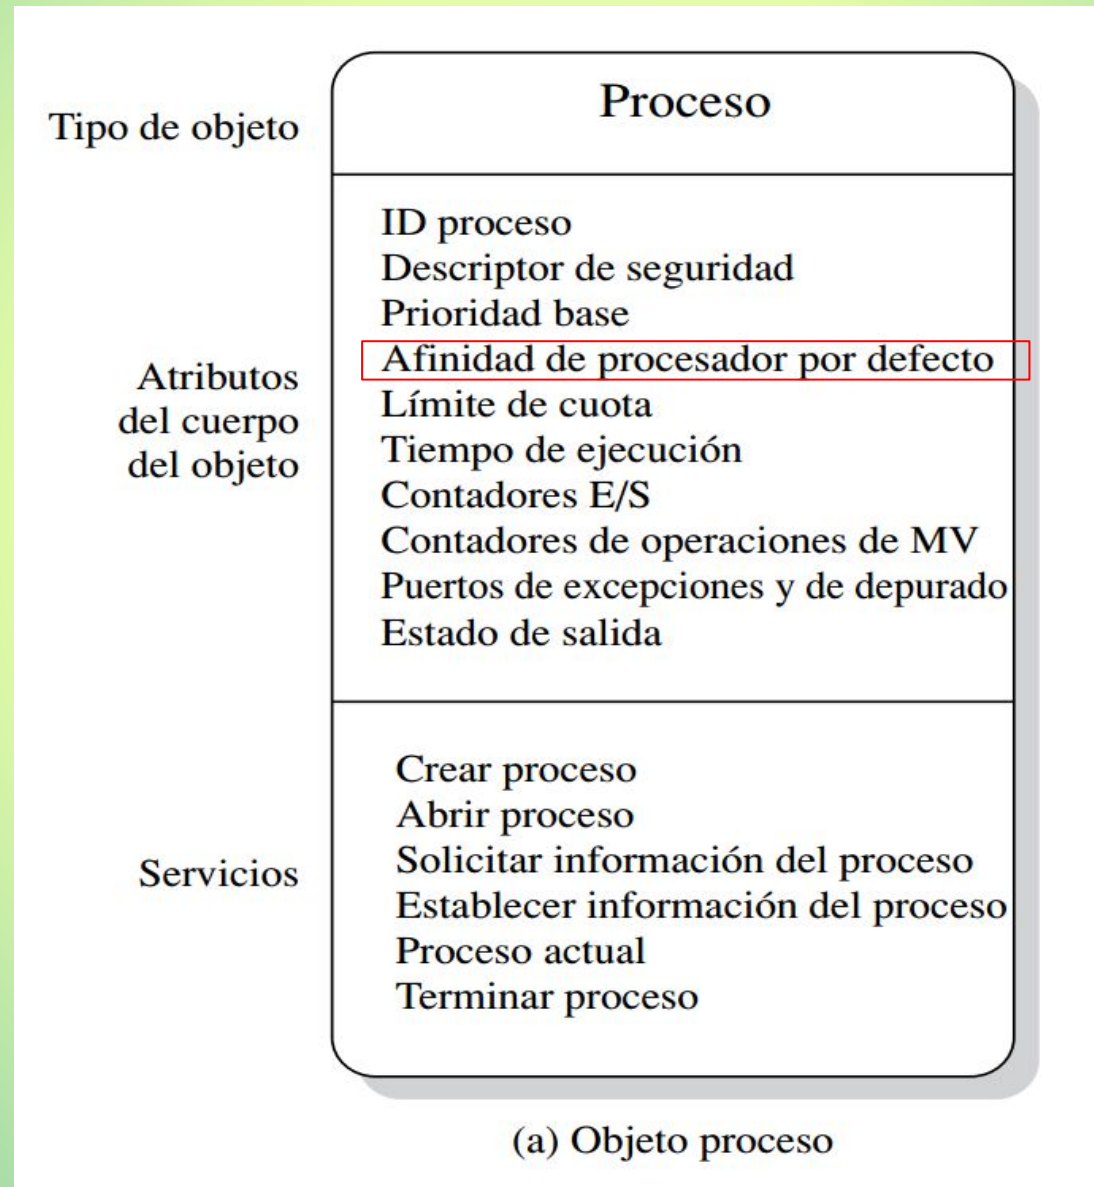 Tipo de objeto
Proceso
Atributos
del cuerpo
del objeto
ID proceso
Descriptor de seguridad
Prioridad base
Afinidad de procesador por defecto
Límite de cuota
Tiempo de ejecución
Contadores E/S
Contadores de operaciones de MV
Puertos de excepciones y de depurado
Estado de salida
Servicios
Crear proceso
Abrir proceso
Solicitar información del proceso
Establecer información del proceso
Proceso actual
Terminar proceso
(a) Objeto proceso